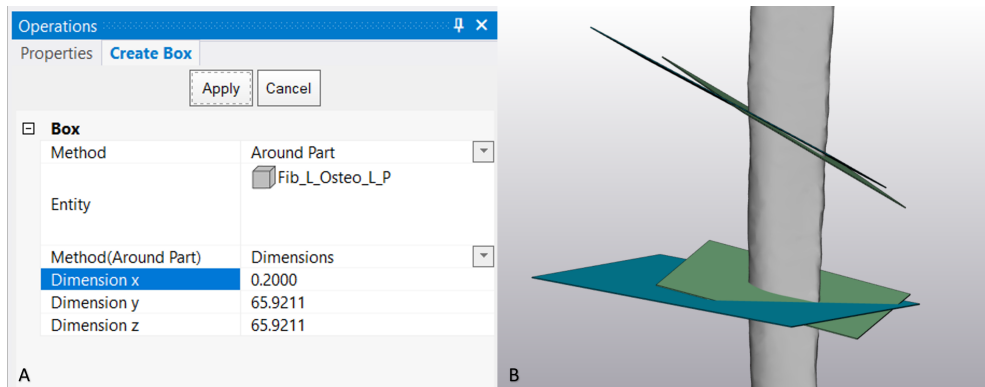 Operations
Properties Create Box
Apply Cancel
Box
Method Around Part
Entity Fib_L_Osteo_L_P
Method(Around Part) Dimensions
Dimension x 0.2000
Dimension y 65.9211
Dimension z 65.9211
A B